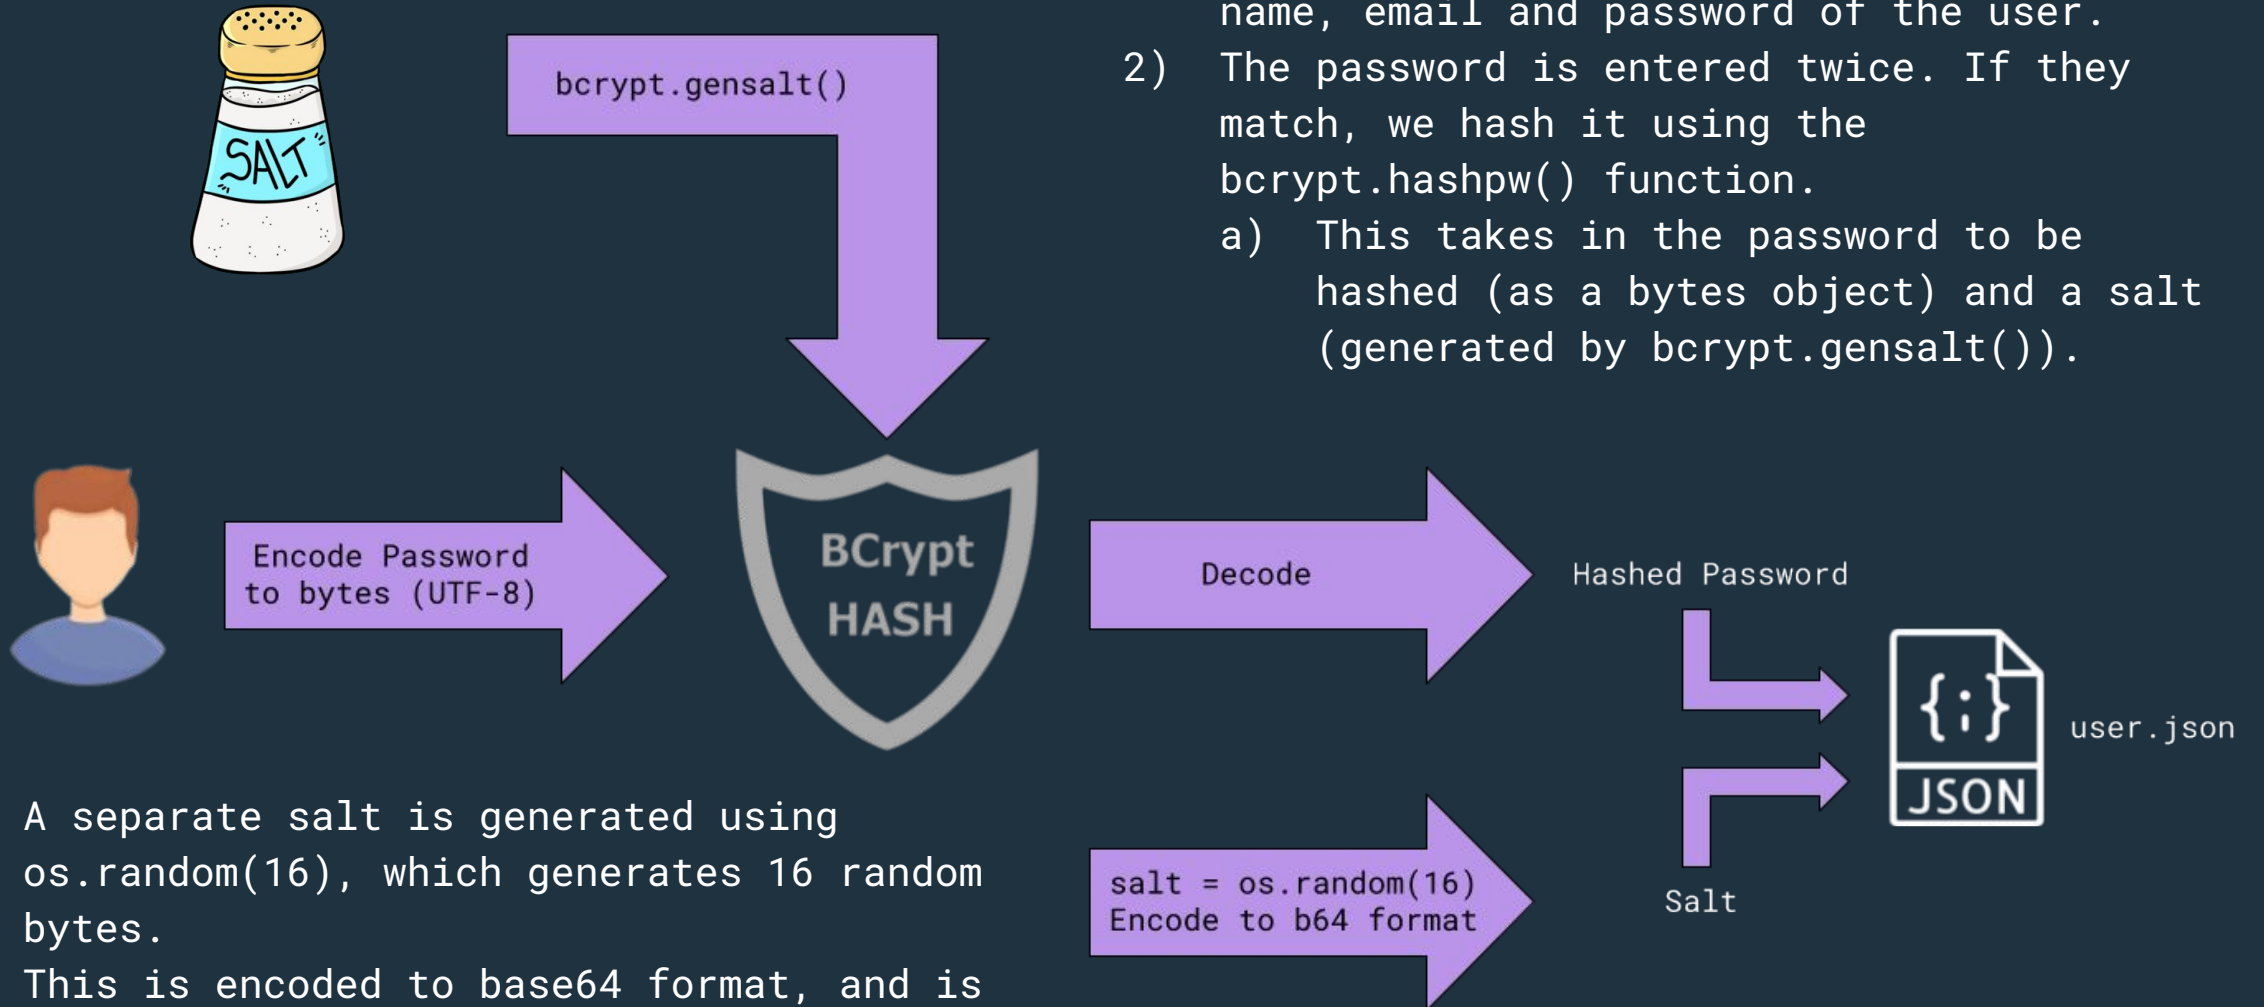 name, email and password of the user.
2) The password is entered twice. If they
match, we hash it using the
bcrypt.hashpw() function.
a) This takes in the password to be
hashed (as a bytes object) and a salt
(generated by bcrypt.gensalt()).
SALT
bcrypt.gensalt()
Encode Password
to bytes (UTF-8)
BCrypt
HASH
Decode
Hashed Password
{;}
JSON
user.json
salt = os.random(16)
Encode to b64 format
Salt
A separate salt is generated using
os.random(16), which generates 16 random
bytes.
This is encoded to base64 format, and is